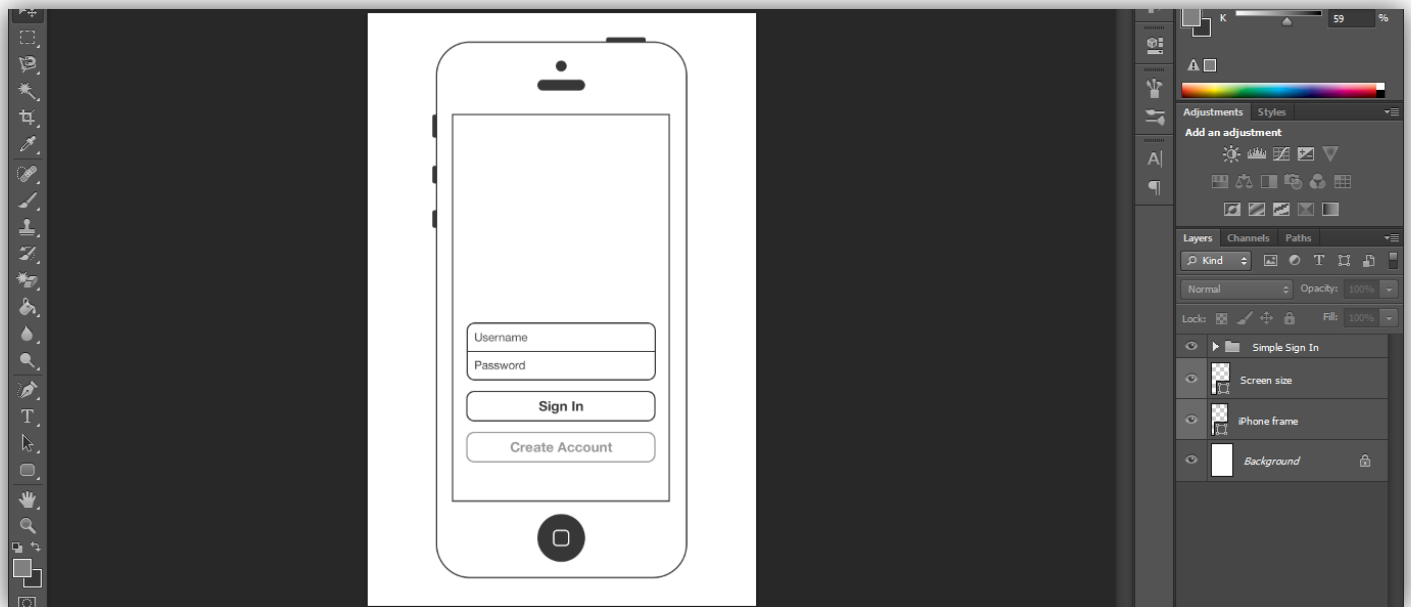 Username
Password
Sign In
Create Account
K 59 %
Adjustments Styles
Add an adjustment
A|
¶
Layers Channels Paths
Kind T
Normal Opacity: 100%
Lock: Fill: 100%
Simple Sign In
Screen size
iPhone frame
Background
T